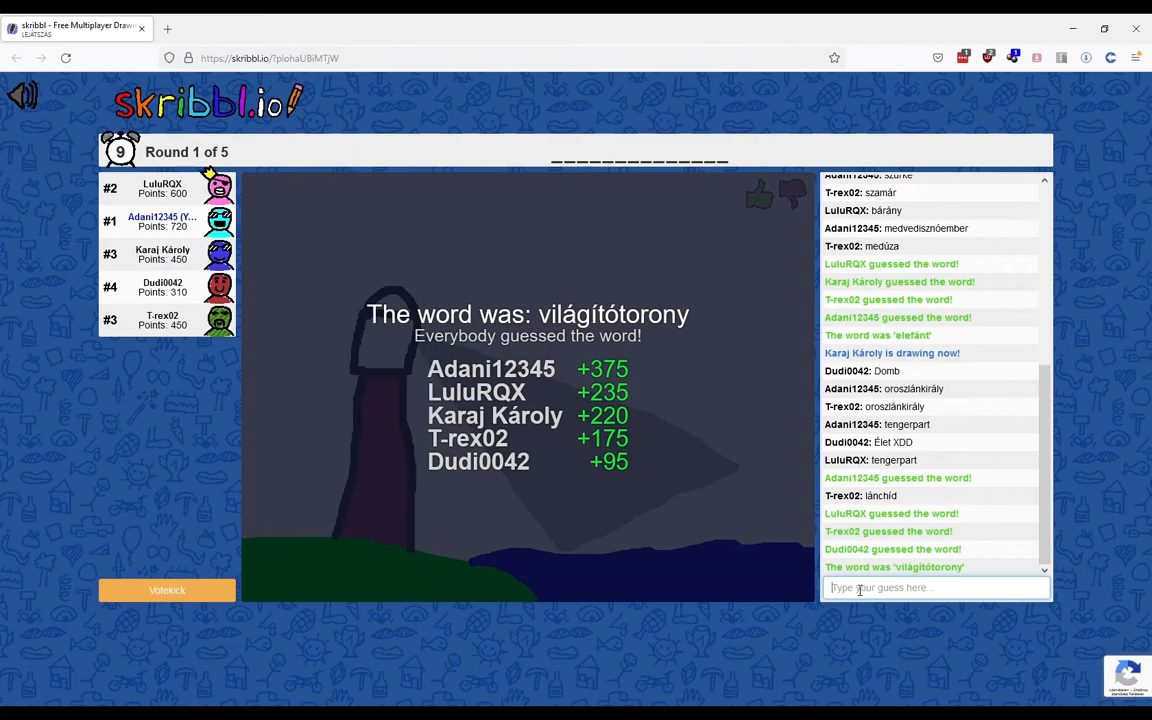 skribbl - Free Multiplayer Drawi
LEJÁTSZÁS
https://skribbl.io/?plohaUBiMTjW
1
2
1
skribbl.io
9
Round 1 of 5
______________
#2
LuluRQX
Points: 600
#1
Adani12345 (Y...
Points: 720
#3
Karaj Károly
Points: 450
#4
Dudi0042
Points: 310
#3
T-rex02
Points: 450
Votekick
The word was: világítótorony
Everybody guessed the word!
Adani12345 +375
LuluRQX +235
Karaj Károly +220
T-rex02 +175
Dudi0042 +95
Adani12345: szürke
T-rex02: szamár
LuluRQX: bárány
Adani12345: medvedisznóember
T-rex02: medúza
LuluRQX guessed the word!
Karaj Károly guessed the word!
T-rex02 guessed the word!
Adani12345 guessed the word!
The word was 'elefánt'
Karaj Károly is drawing now!
Dudi0042: Domb
Adani12345: oroszlánkirály
T-rex02: oroszlánkirály
Adani12345: tengerpart
Dudi0042: Élet XDD
LuluRQX: tengerpart
Adani12345 guessed the word!
T-rex02: lánchíd
LuluRQX guessed the word!
T-rex02 guessed the word!
Dudi0042 guessed the word!
The word was 'világítótorony'
Type your guess here...